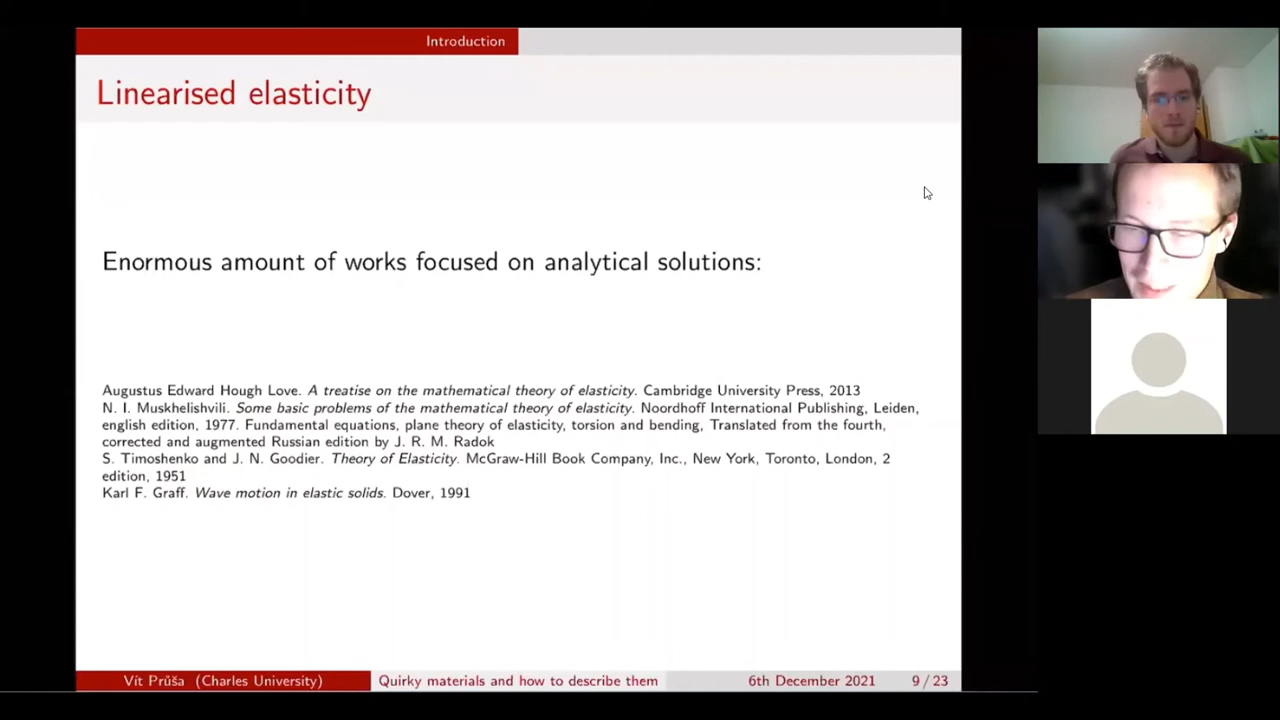 Introduction
Linearised elasticity
Enormous amount of works focused on analytical solutions:
Augustus Edward Hough Love. A treatise on the mathematical theory of elasticity. Cambridge University Press, 2013
N. I. Muskhelishvili. Some basic problems of the mathematical theory of elasticity. Noordhoff International Publishing, Leiden,
english edition, 1977. Fundamental equations, plane theory of elasticity, torsion and bending, Translated from the fourth,
corrected and augmented Russian edition by J. R. M. Radok
S. Timoshenko and J. N. Goodier. Theory of Elasticity. McGraw-Hill Book Company, Inc., New York, Toronto, London, 2
edition, 1951
Karl F. Graff. Wave motion in elastic solids. Dover, 1991
Vít Průša (Charles University) Quirky materials and how to describe them 6th December 2021 9 / 23